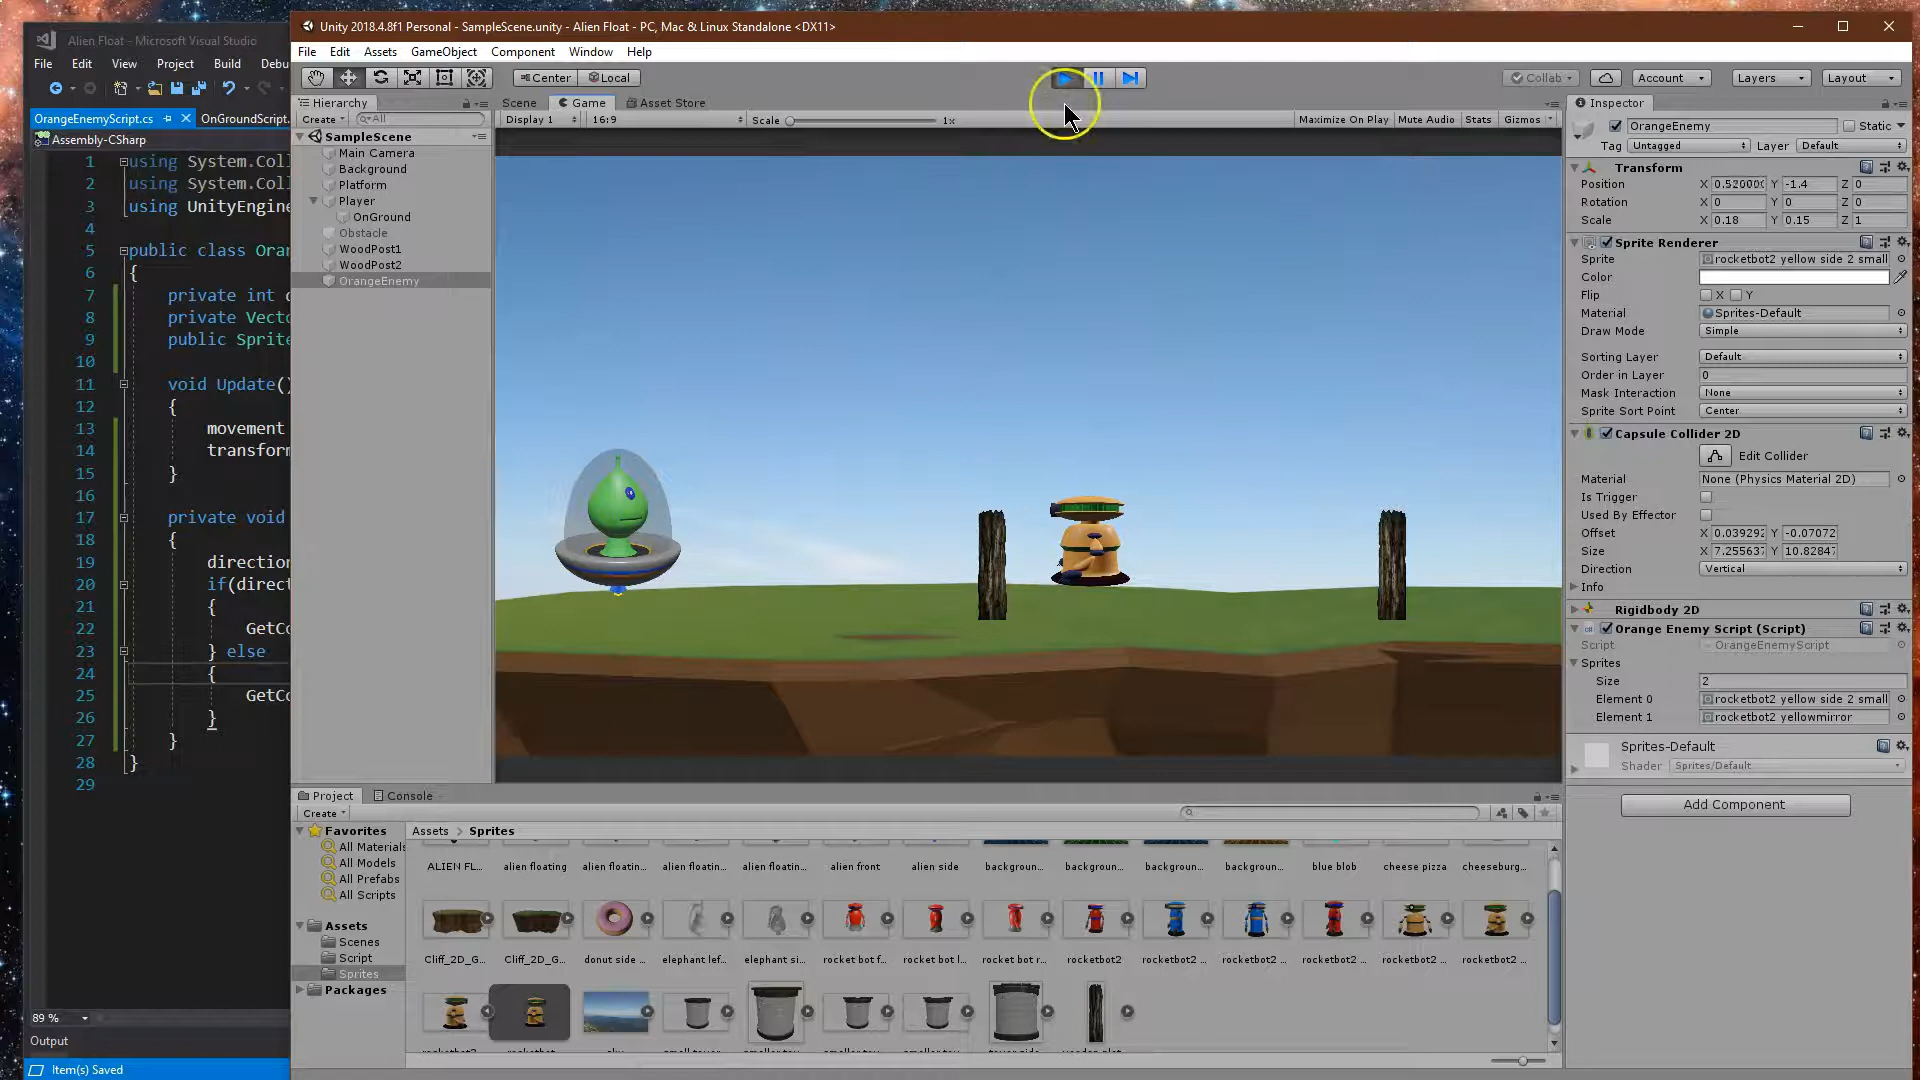 Alien Float - Microsoft Visual Studio
File Edit View Project Build Debu
OrangeEnemyScript.cs OnGroundScript.
Assembly-CSharp
1 using System.Coll
2 using System.Coll
3 using UnityEngine
4
5 public class Oran
6 {
7 private int d
8 private Vecto
9 public Sprite
10
11 void Update()
12 {
13 movement
14 transform
15 }
16
17 private void
18 {
19 direction
20 if(direct
21 {
22 GetCo
23 } else
24 {
25 GetCo
26 }
27 }
28 }
29
89 %
Output
Item(s) Saved
Unity 2018.4.8f1 Personal - SampleScene.unity - Alien Float - PC, Mac & Linux Standalone <DX11>
File Edit Assets GameObject Component Window Help
Center Local
Collab Account Layers Layout
Hierarchy
Create All
SampleScene
Main Camera
Background
Platform
Player
OnGround
Obstacle
WoodPost1
WoodPost2
OrangeEnemy
Scene Game Asset Store
Display 1 16:9 Scale 1x Maximize On Play Mute Audio Stats Gizmos
Inspector
OrangeEnemy Static
Tag Untagged Layer Default
Transform
Position X 0.52000 Y -1.4 Z 0
Rotation X 0 Y 0 Z 0
Scale X 0.18 Y 0.15 Z 1
Sprite Renderer
Sprite rocketbot2 yellow side 2 small
Color
Flip X Y
Material Sprites-Default
Draw Mode Simple
Sorting Layer Default
Order in Layer 0
Mask Interaction None
Sprite Sort Point Center
Capsule Collider 2D
Edit Collider
Material None (Physics Material 2D)
Is Trigger
Used By Effector
Offset X 0.039292 Y -0.07072
Size X 7.255637 Y 10.82847
Direction Vertical
Info
Rigidbody 2D
Orange Enemy Script (Script)
Script OrangeEnemyScript
Sprites
Size 2
Element 0 rocketbot2 yellow side 2 small
Element 1 rocketbot2 yellowmirror
Sprites-Default
Shader Sprites/Default
Add Component
Project Console
Create
Favorites
All Materials
All Models
All Prefabs
All Scripts
Assets
Scenes
Script
Sprites
Packages
Assets > Sprites
ALIEN FL... alien floating alien floatin... alien floatin... alien floatin... alien front alien side backgroun... backgroun... backgroun... backgroun... blue blob cheese pizza cheeseburg...
Cliff_2D_G... Cliff_2D_G... donut side ... elephant lef... elephant si... rocket bot f... rocket bot l... rocket bot r... rocketbot2 rocketbot2 ... rocketbot2 ... rocketbot2 ... rocketbot2 ... rocketbot2 ...